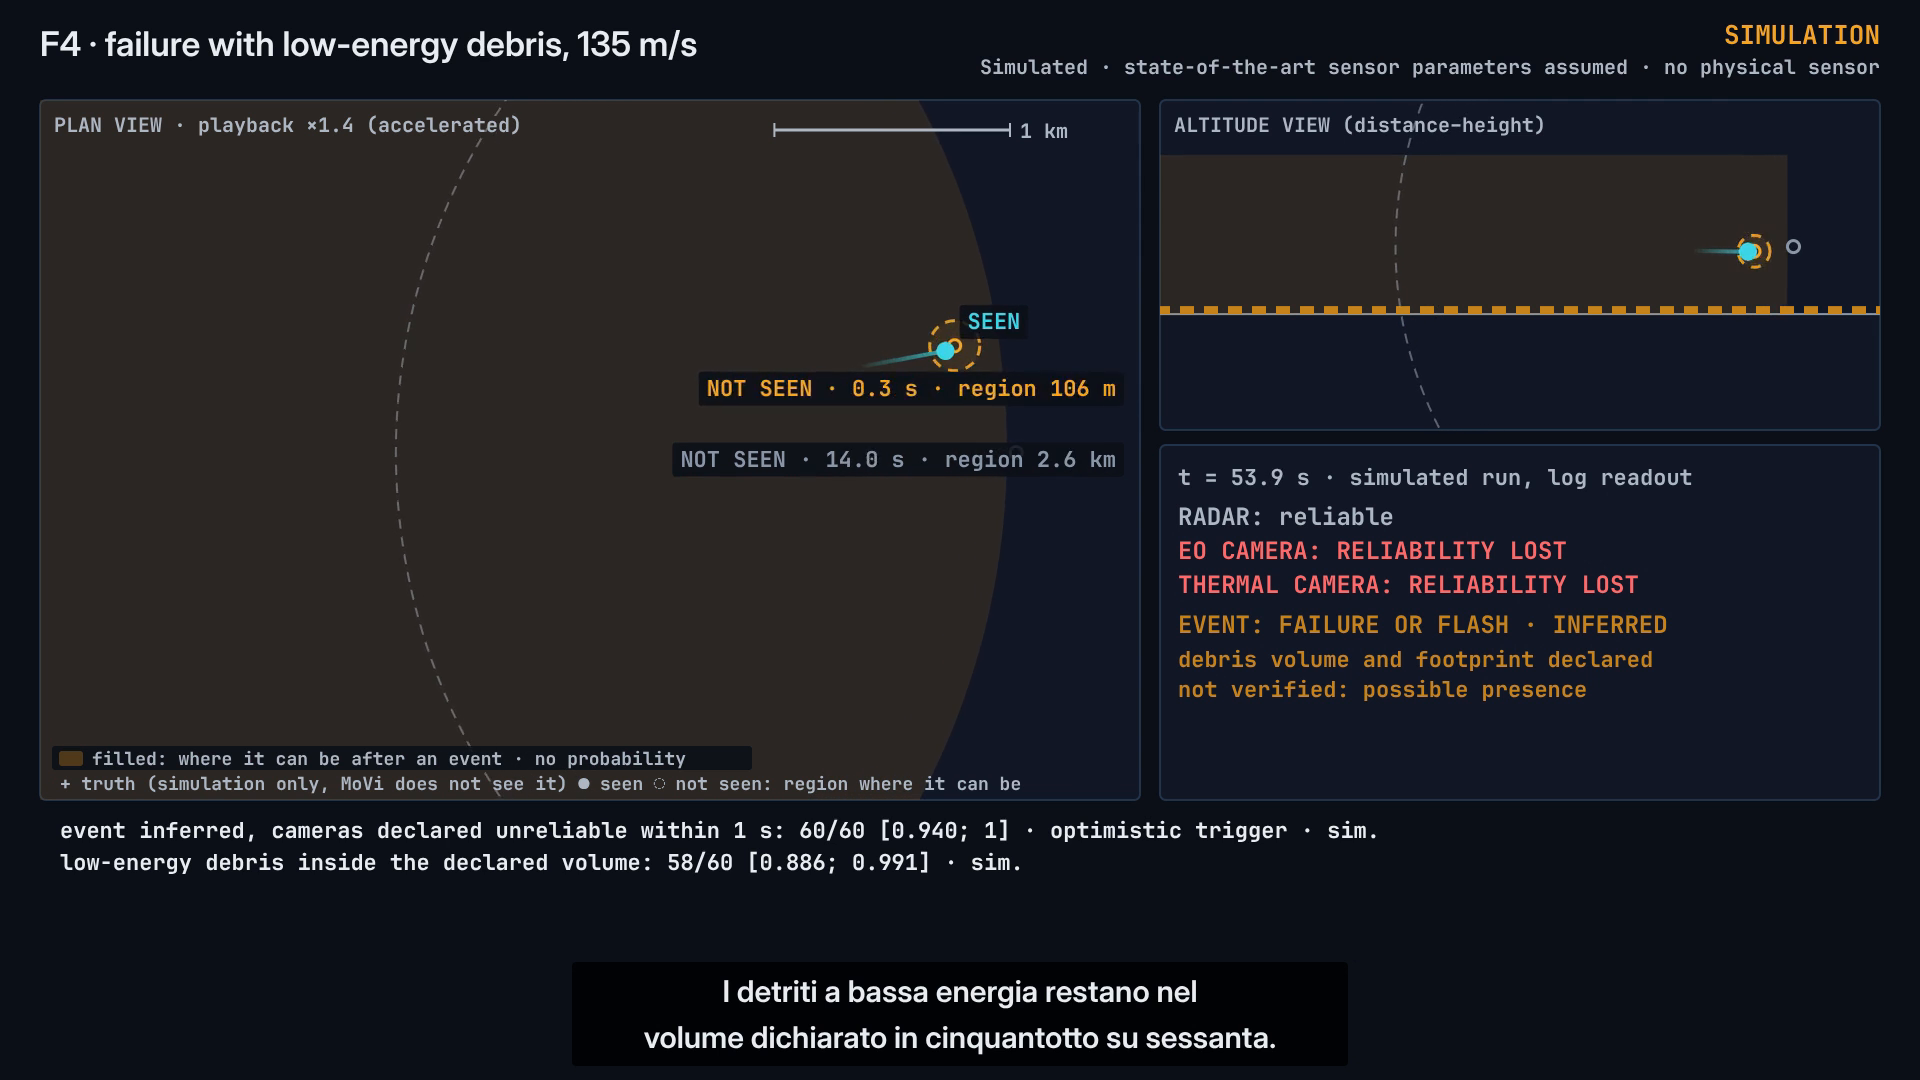 F4 · failure with low-energy debris, 135 m/s
SIMULATION
Simulated · state-of-the-art sensor parameters assumed · no physical sensor
PLAN VIEW · playback ×1.4 (accelerated)
1 km
SEEN
NOT SEEN · 0.3 s · region 106 m
NOT SEEN · 14.0 s · region 2.6 km
filled: where it can be after an event · no probability
+ truth (simulation only, MoVi does not see it) ● seen ◌ not seen: region where it can be
ALTITUDE VIEW (distance-height)
t = 53.9 s · simulated run, log readout
RADAR: reliable
EO CAMERA: RELIABILITY LOST
THERMAL CAMERA: RELIABILITY LOST
EVENT: FAILURE OR FLASH · INFERRED
debris volume and footprint declared
not verified: possible presence
event inferred, cameras declared unreliable within 1 s: 60/60 [0.940; 1] · optimistic trigger · sim.
low-energy debris inside the declared volume: 58/60 [0.886; 0.991] · sim.
I detriti a bassa energia restano nel
volume dichiarato in cinquantotto su sessanta.